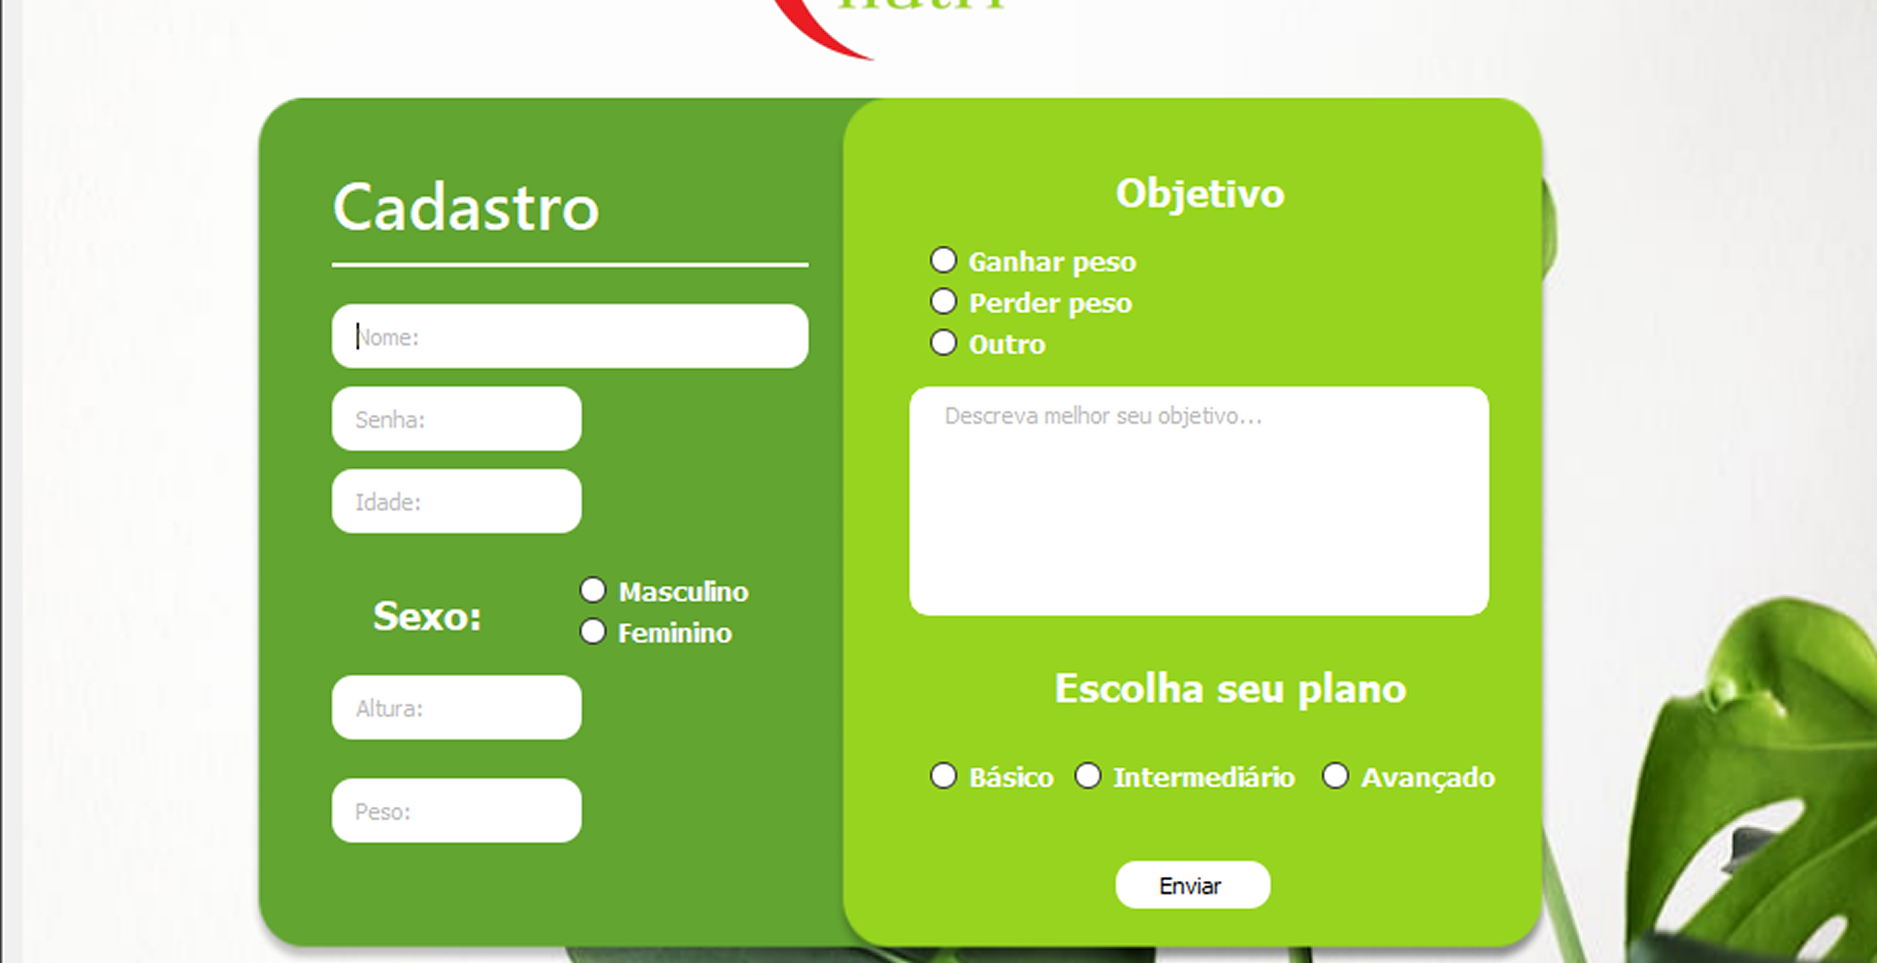 nutri
Cadastro
Nome:
Senha:
Idade:
Sexo:
Masculino
Feminino
Altura:
Peso:
Objetivo
Ganhar peso
Perder peso
Outro
Descreva melhor seu objetivo...
Escolha seu plano
Básico Intermediário Avançado
Enviar